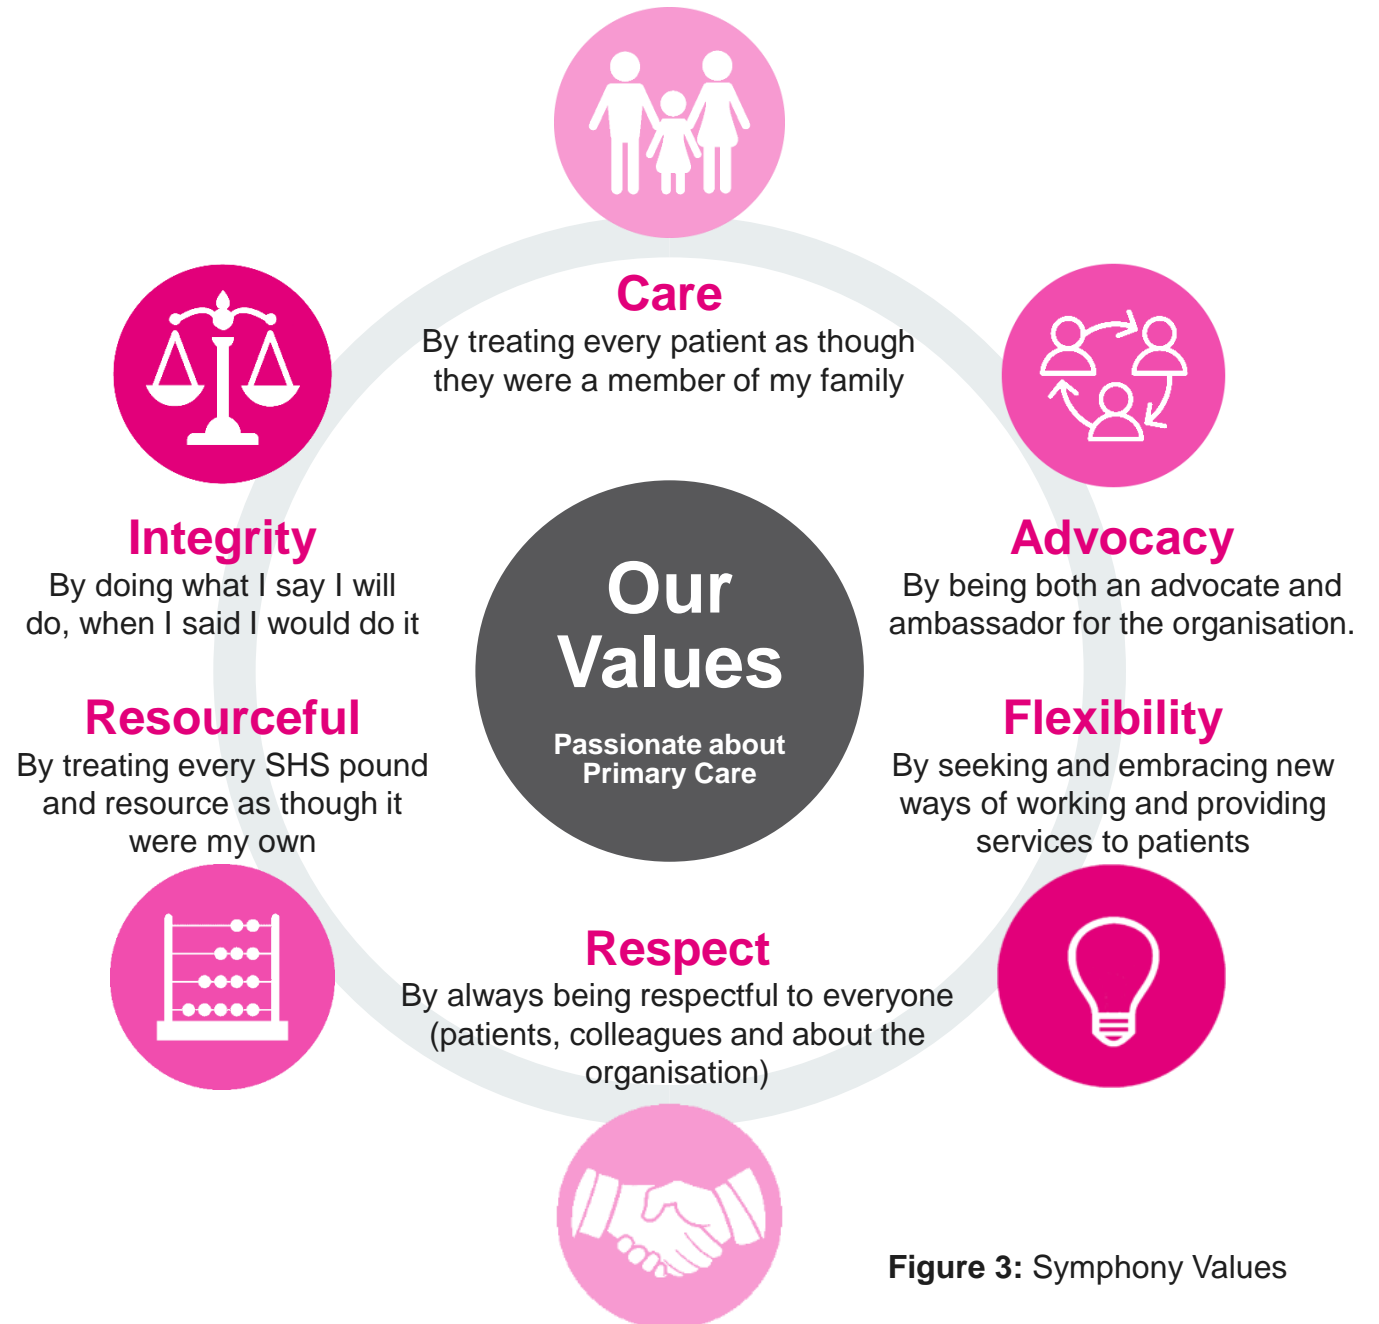 Care
By treating every patient as though
they were a member of my family
Advocacy
By being both an advocate and
ambassador for the organisation.
Flexibility
By seeking and embracing new
ways of working and providing
services to patients
Respect
By always being respectful to everyone
(patients, colleagues and about the
organisation)
Resourceful
By treating every SHS pound
and resource as though it
were my own
Integrity
By doing what I say I will
do, when I said I would do it
Our
Values
Passionate about
Primary Care
Figure 3: Symphony Values